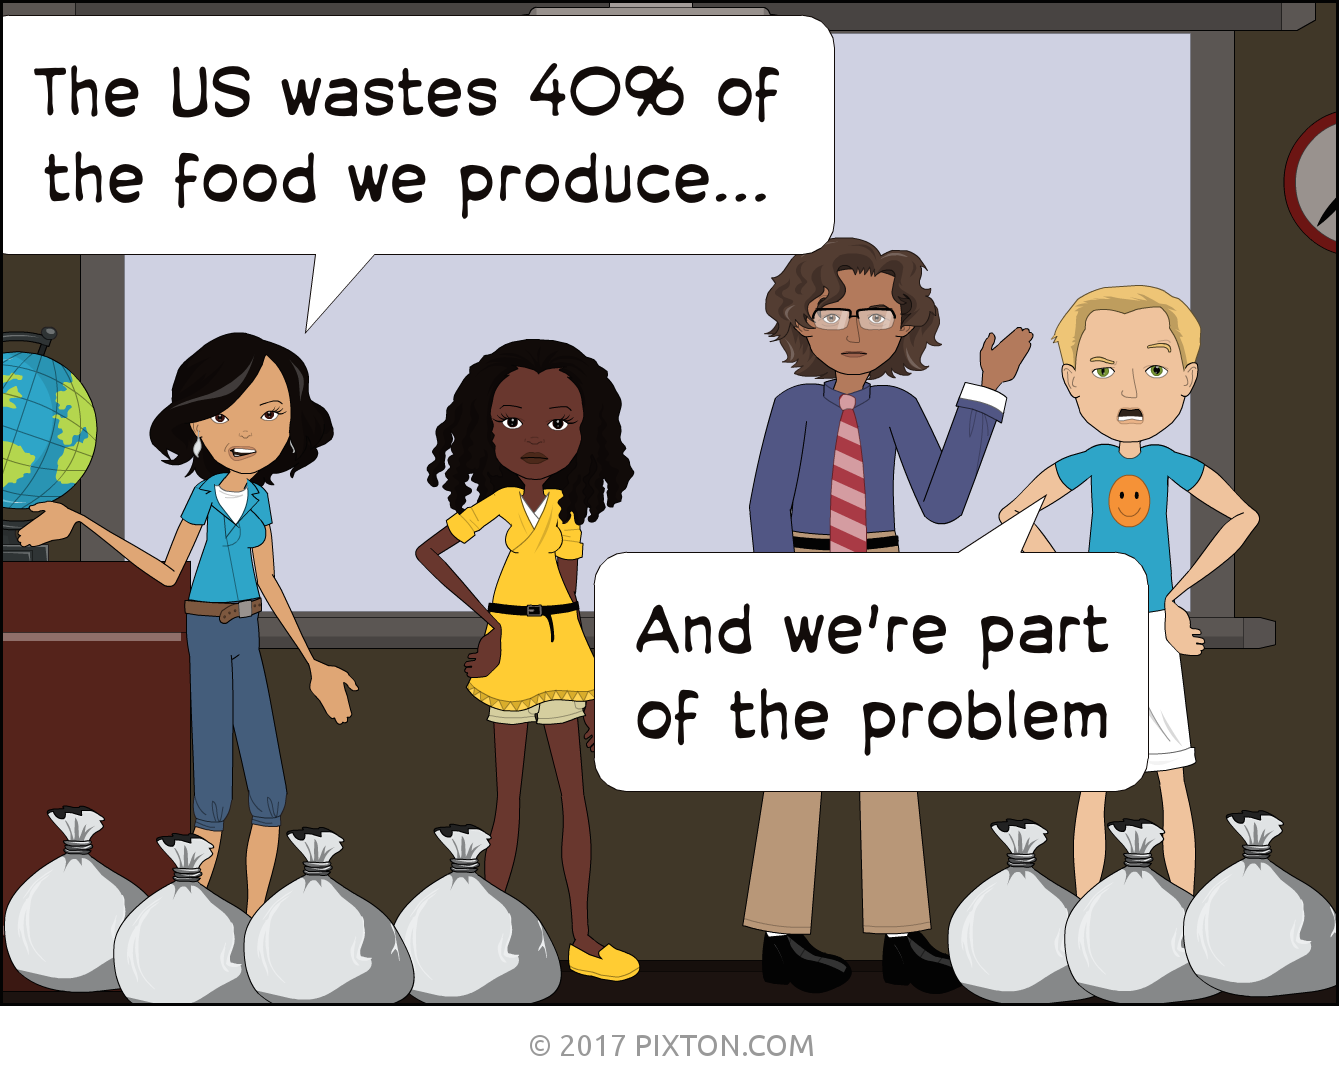 The US wastes 40% of
the food we produce...
And we're part
of the problem
© 2017 PIXTON.COM